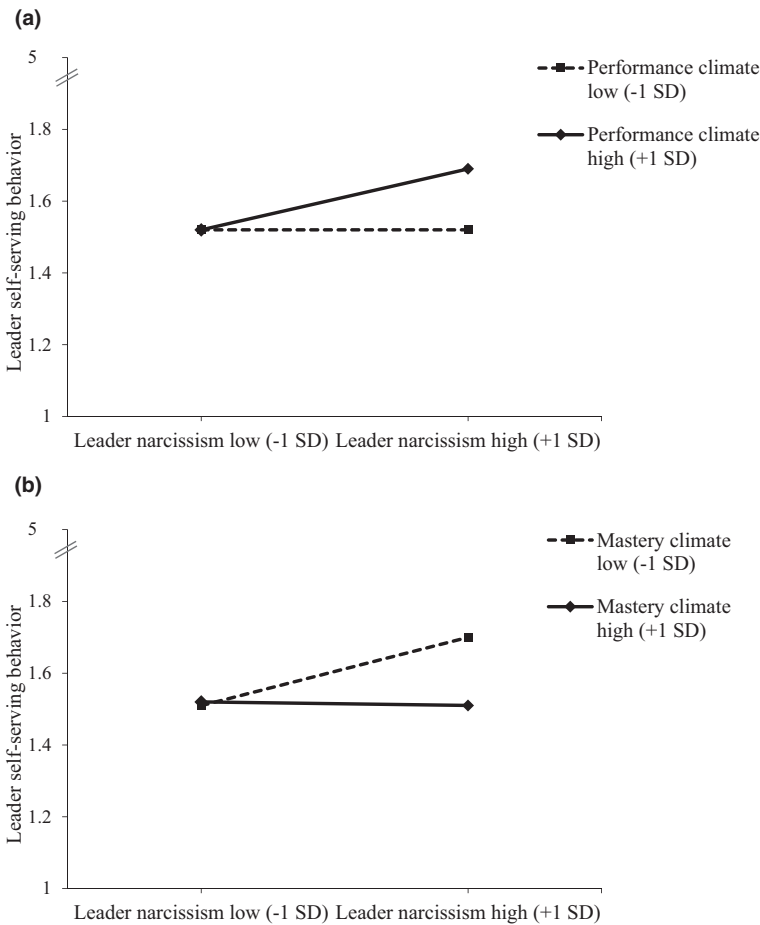 (a)
5
1.8
1.6
1.4
1.2
1
Leader self-serving behavior
Leader narcissism low (-1 SD)
Leader narcissism high (+1 SD)
Performance climate
low (-1 SD)
Performance climate
high (+1 SD)
(b)
5
1.8
1.6
1.4
1.2
1
Leader self-serving behavior
Leader narcissism low (-1 SD)
Leader narcissism high (+1 SD)
Mastery climate
low (-1 SD)
Mastery climate
high (+1 SD)